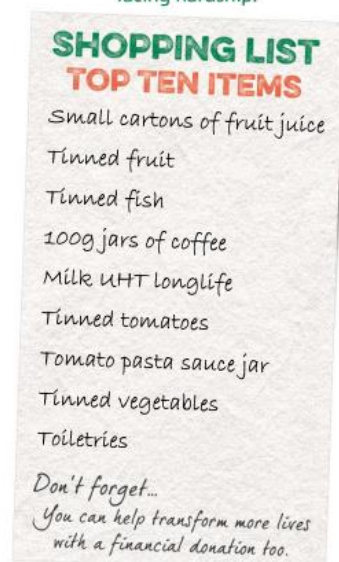 facing hardship.
SHOPPING LIST
TOP TEN ITEMS
Small cartons of fruit juice
Tinned fruit
Tinned fish
100g jars of coffee
Milk UHT longlife
Tinned tomatoes
Tomato pasta sauce jar
Tinned vegetables
Toiletries
Don't forget...
You can help transform more lives
with a financial donation too.